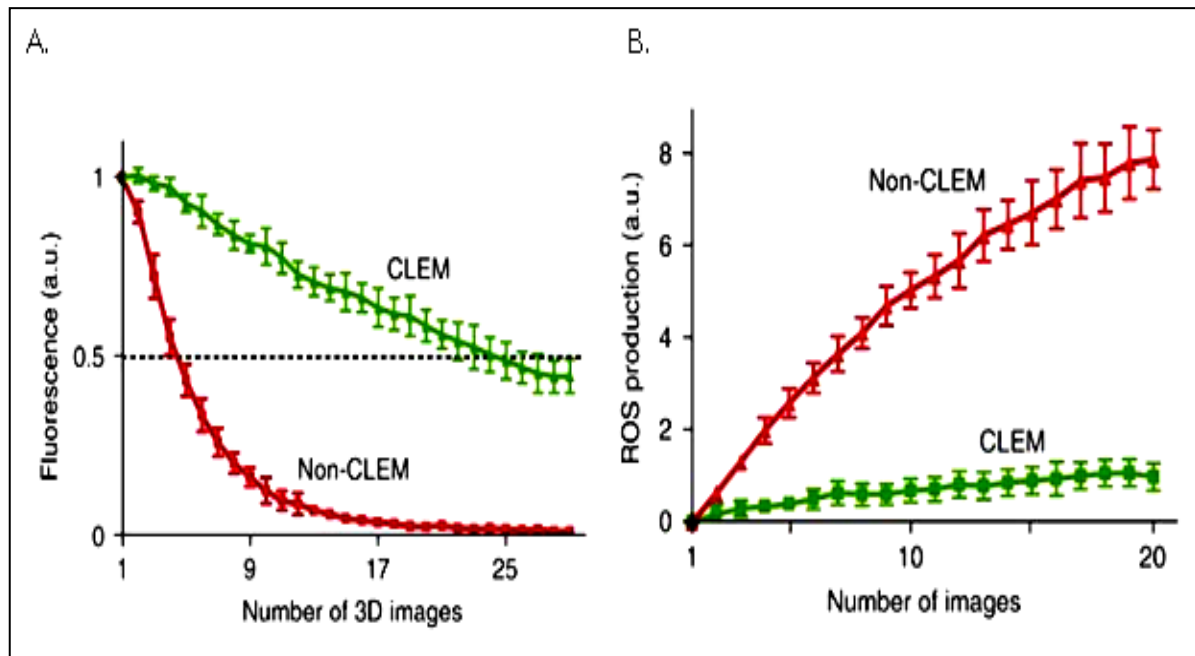 A.
Fluorescence (a.u.)
1
0.5
0
CLEM
Non-CLEM
1
9
17
25
Number of 3D images
B.
ROS production (a.u.)
8
6
4
2
0
Non-CLEM
CLEM
1
10
20
Number of images